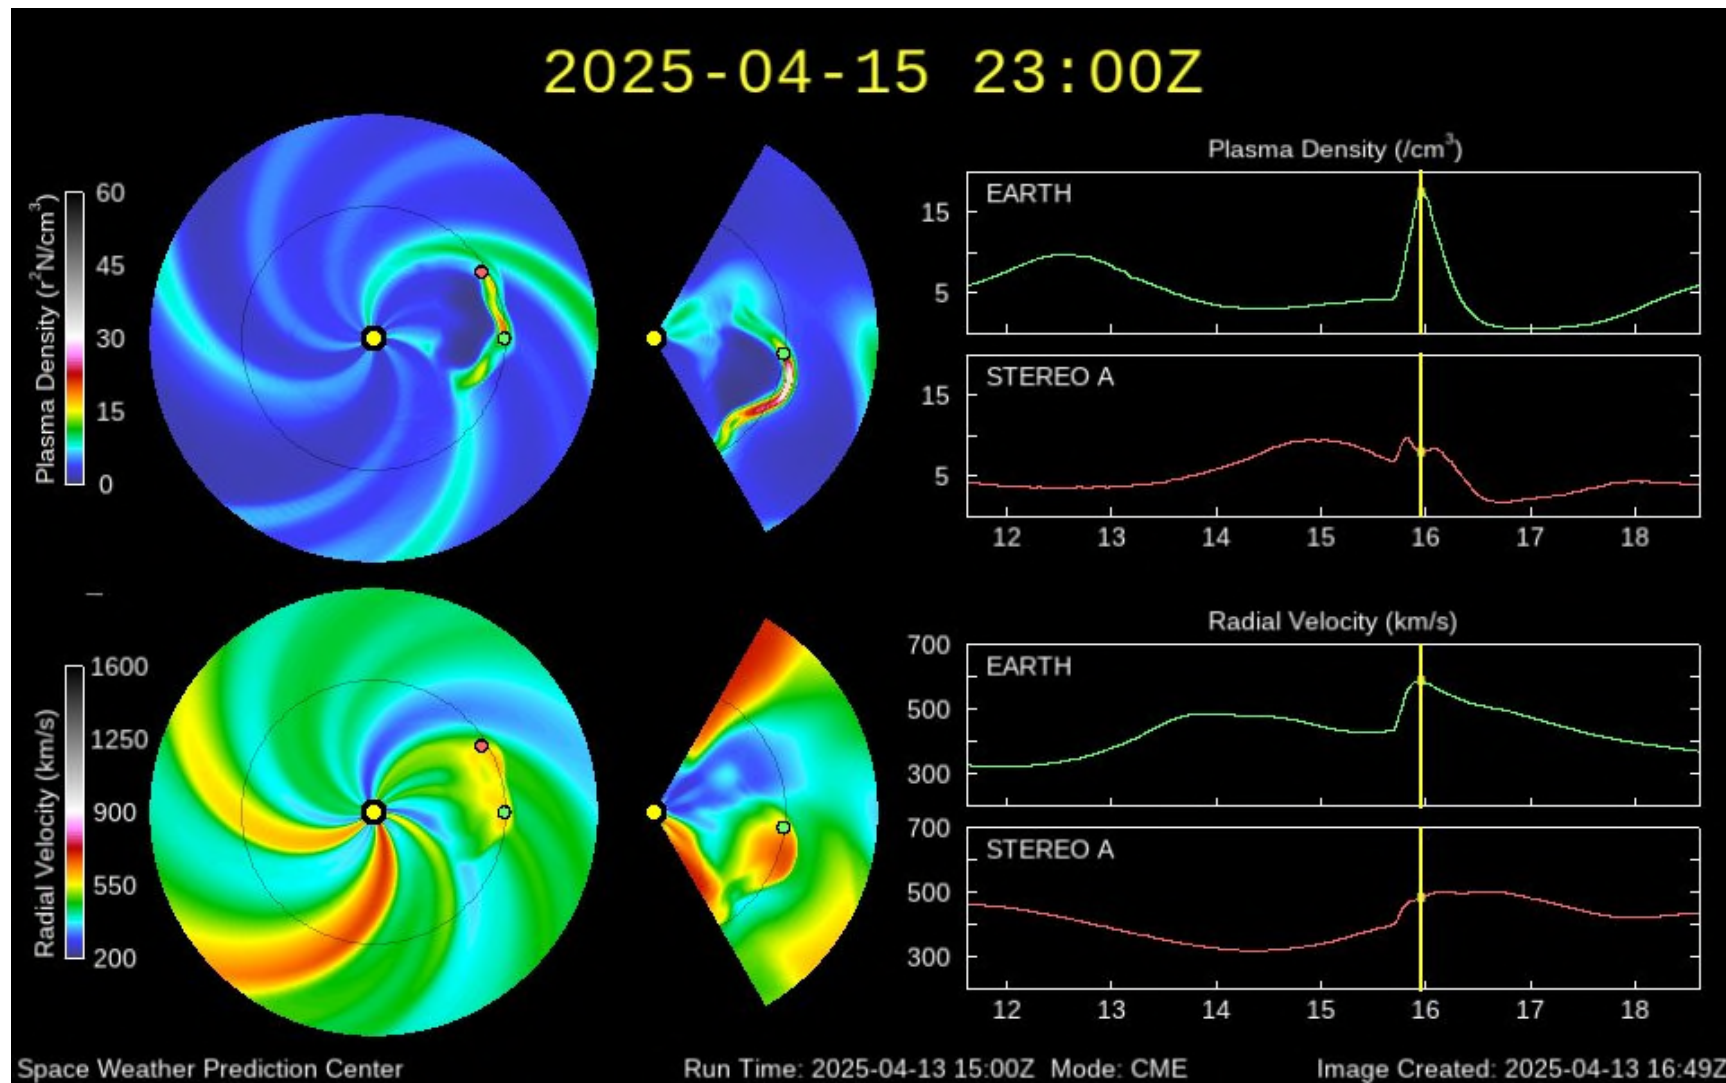 2025-04-15 23:00Z
Plasma Density (r²N/cm³)
60
45
30
15
0
Plasma Density (/cm³)
EARTH
15
5
STEREO A
15
5
12 13 14 15 16 17 18
Radial Velocity (km/s)
1600
1250
900
550
200
Radial Velocity (km/s)
700
EARTH
500
300
700
STEREO A
500
300
12 13 14 15 16 17 18
Space Weather Prediction Center Run Time: 2025-04-13 15:00Z Mode: CME Image Created: 2025-04-13 16:49Z